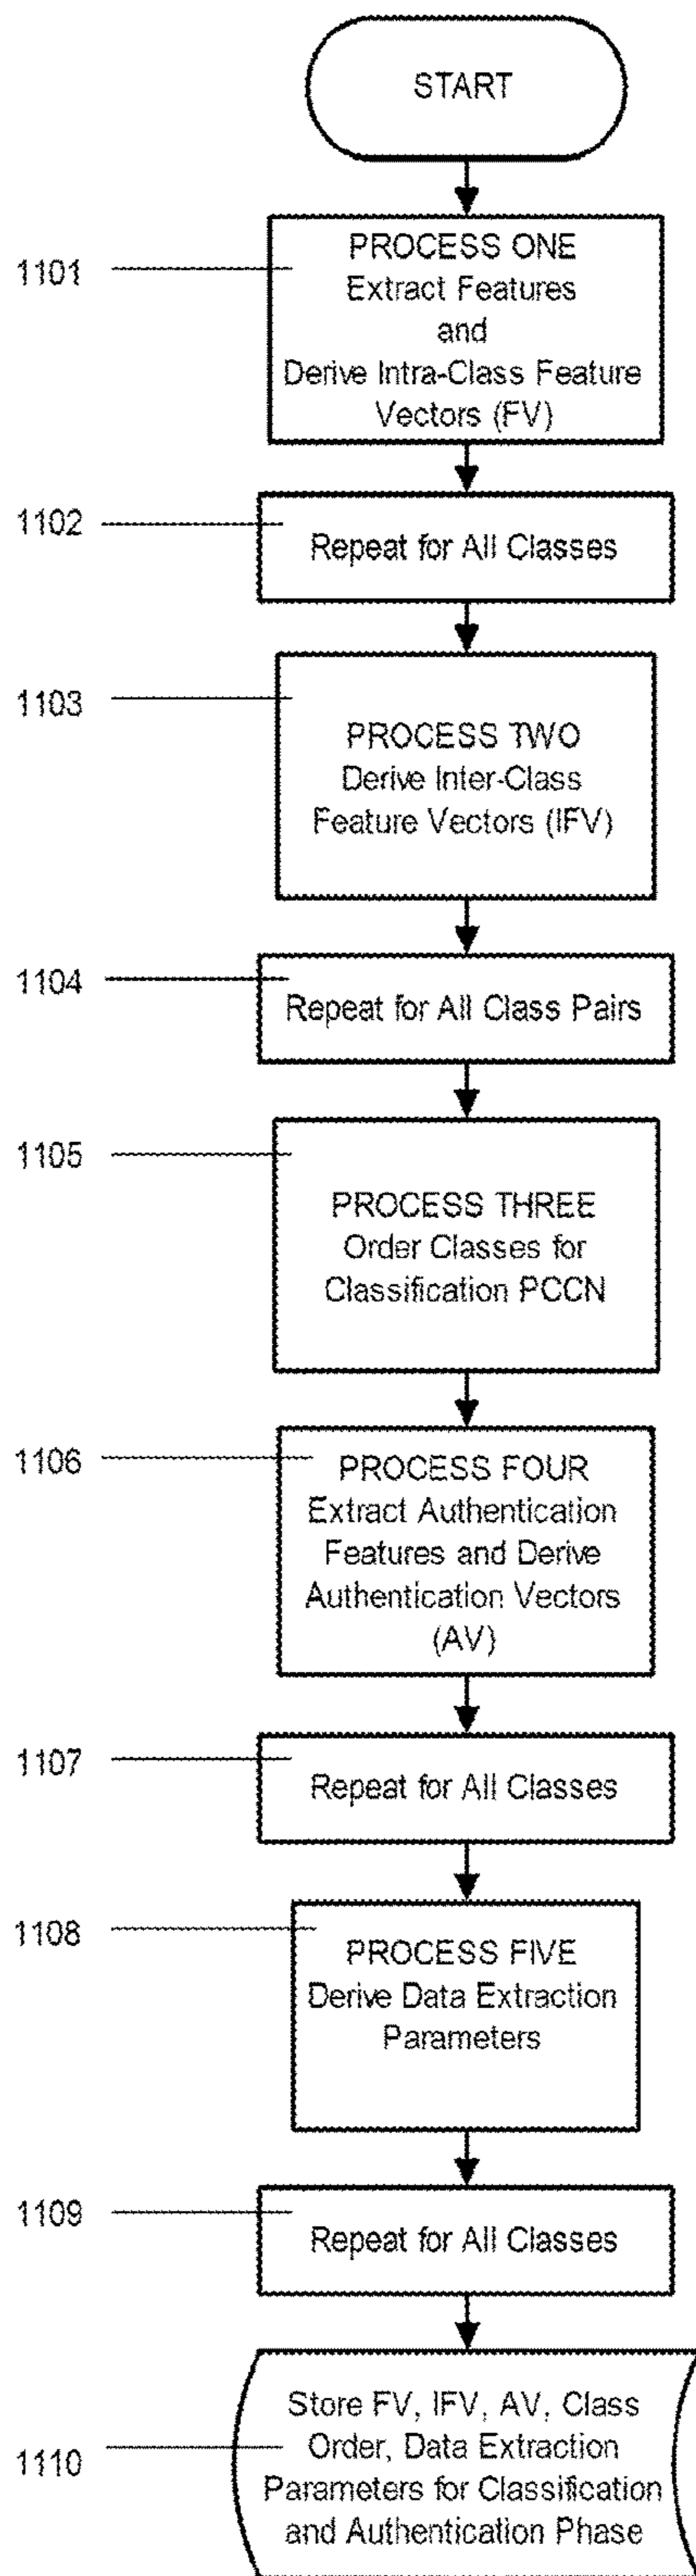 START
1101
PROCESS ONE
Extract Features
and
Derive Intra-Class Feature
Vectors (FV)
1102
Repeat for All Classes
1103
PROCESS TWO
Derive Inter-Class
Feature Vectors (IFV)
1104
Repeat for All Class Pairs
1105
PROCESS THREE
Order Classes for
Classification PCCN
1106
PROCESS FOUR
Extract Authentication
Features and Derive
Authentication Vectors
(AV)
1107
Repeat for All Classes
1108
PROCESS FIVE
Derive Data Extraction
Parameters
1109
Repeat for All Classes
1110
Store FV, IFV, AV, Class
Order, Data Extraction
Parameters for Classification
and Authentication Phase